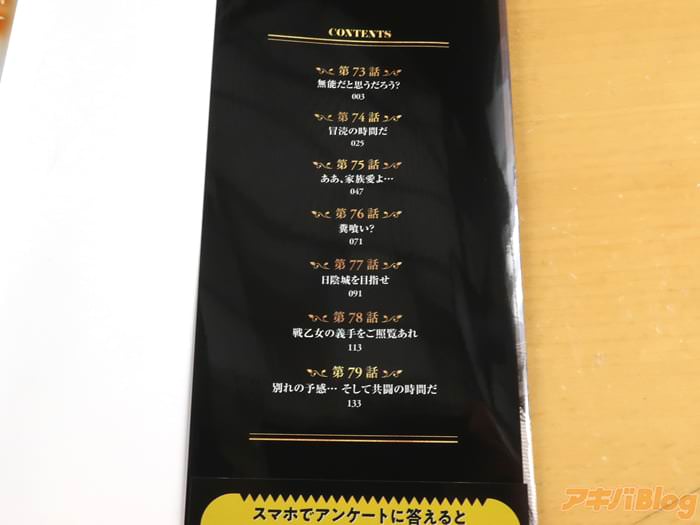 CONTENTS
第73話
無能だと思うだろう?
003
第74話
冒涜の時間だ
025
第75話
ああ、家族愛よ…
047
第76話
糞喰い?
071
第77話
日陰城を目指せ
091
第78話
戦乙女の義手をご照覧あれ
113
第79話
別れの予感… そして共闘の時間だ
133
スマホでアンケートに答えると
アキバBlog